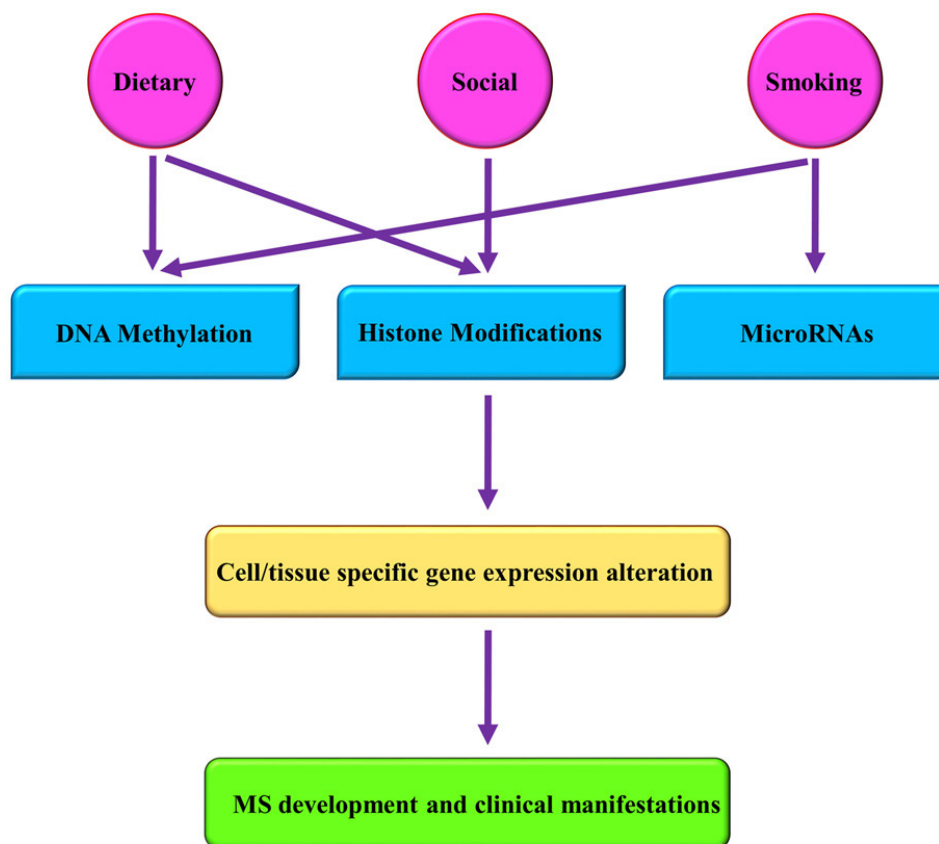 Dietary
Social
Smoking
DNA Methylation
Histone Modifications
MicroRNAs
Cell/tissue specific gene expression alteration
MS development and clinical manifestations